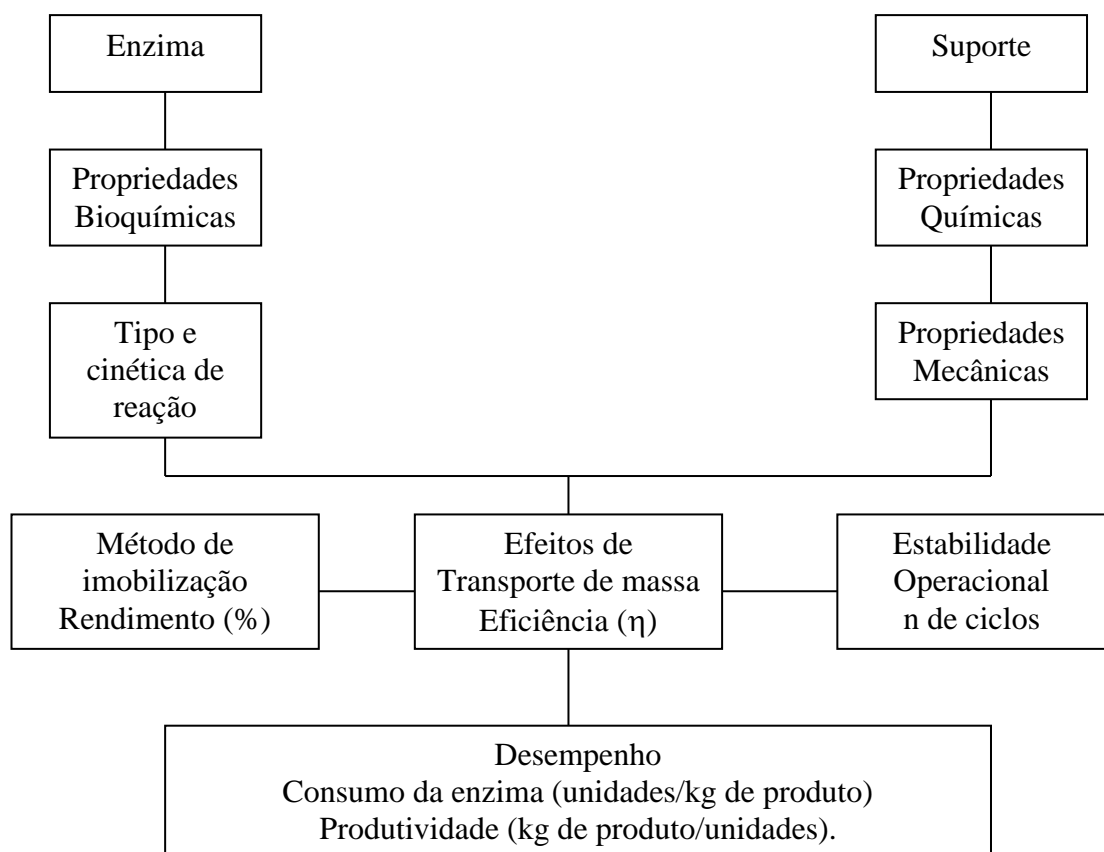 Enzima
Suporte
Propriedades
Bioquímicas
Propriedades
Químicas
Tipo e
cinética de
reação
Propriedades
Mecânicas
Método de
imobilização
Rendimento (%)
Efeitos de
Transporte de massa
Eficiência (η)
Estabilidade
Operacional
n de ciclos
Desempenho
Consumo da enzima (unidades/kg de produto)
Produtividade (kg de produto/unidades).